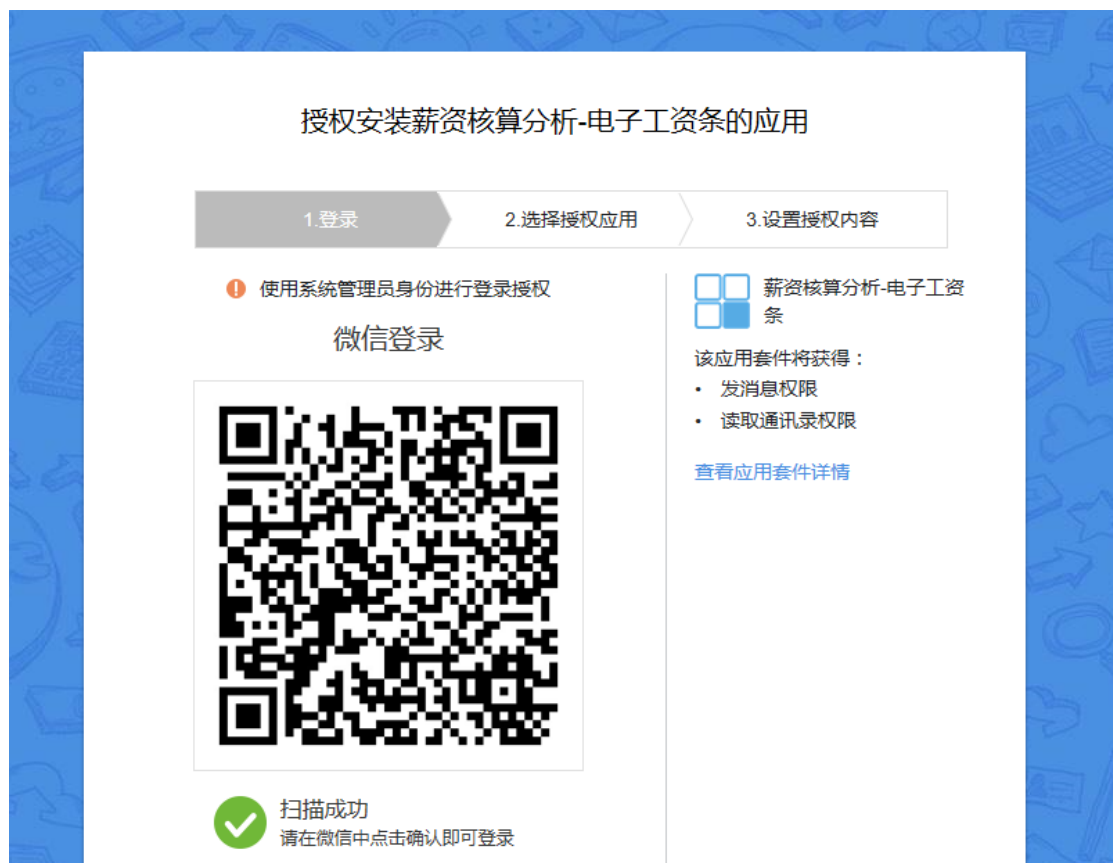 授权安装薪资核算分析-电子工资条的应用
1.登录
2.选择授权应用
3.设置授权内容
使用系统管理员身份进行登录授权
微信登录
扫描成功
请在微信中点击确认即可登录
薪资核算分析-电子工资
条
该应用套件将获得：
• 发消息权限
• 读取通讯录权限
查看应用套件详情